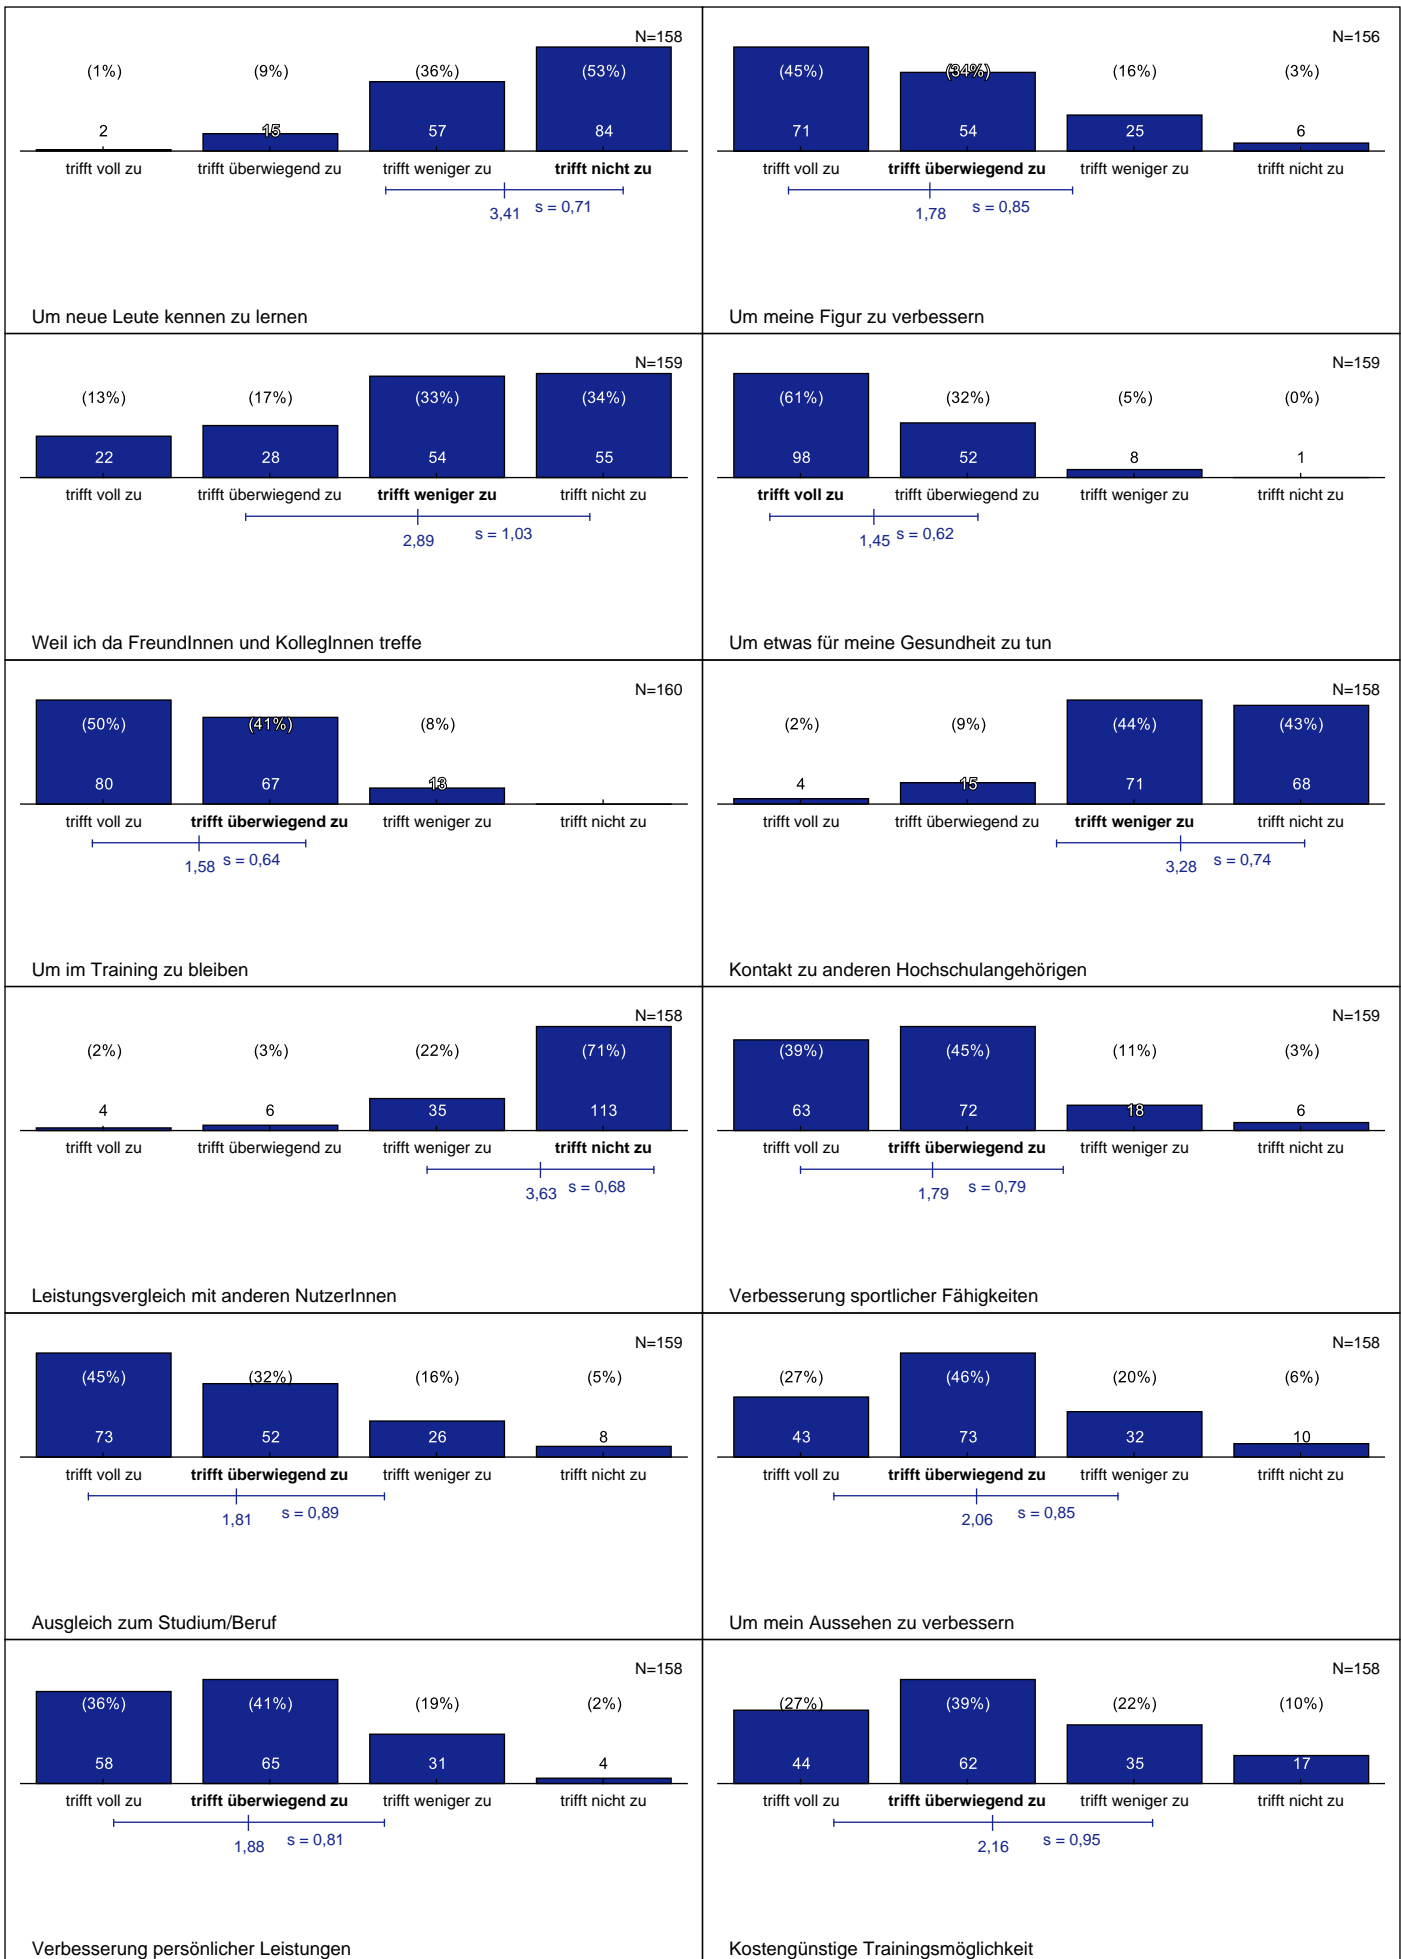 N=158
(1%) (9%) (36%) (53%)
2 15 57 84
trifft voll zu trifft überwiegend zu trifft weniger zu trifft nicht zu
3,41 s = 0,71
Um neue Leute kennen zu lernen
N=156
(45%) (34%) (16%) (3%)
71 54 25 6
trifft voll zu trifft überwiegend zu trifft weniger zu trifft nicht zu
1,78 s = 0,85
Um meine Figur zu verbessern
N=159
(13%) (17%) (33%) (34%)
22 28 54 55
trifft voll zu trifft überwiegend zu trifft weniger zu trifft nicht zu
2,89 s = 1,03
Weil ich da FreundInnen und KollegInnen treffe
N=159
(61%) (32%) (5%) (0%)
98 52 8 1
trifft voll zu trifft überwiegend zu trifft weniger zu trifft nicht zu
1,45 s = 0,62
Um etwas für meine Gesundheit zu tun
N=160
(50%) (41%) (8%)
80 67 13
trifft voll zu trifft überwiegend zu trifft weniger zu trifft nicht zu
1,58 s = 0,64
Um im Training zu bleiben
N=158
(2%) (9%) (44%) (43%)
4 15 71 68
trifft voll zu trifft überwiegend zu trifft weniger zu trifft nicht zu
3,28 s = 0,74
Kontakt zu anderen Hochschulangehörigen
N=158
(2%) (3%) (22%) (71%)
4 6 35 113
trifft voll zu trifft überwiegend zu trifft weniger zu trifft nicht zu
3,63 s = 0,68
Leistungsvergleich mit anderen NutzerInnen
N=159
(39%) (45%) (11%) (3%)
63 72 18 6
trifft voll zu trifft überwiegend zu trifft weniger zu trifft nicht zu
1,79 s = 0,79
Verbesserung sportlicher Fähigkeiten
N=159
(45%) (32%) (16%) (5%)
73 52 26 8
trifft voll zu trifft überwiegend zu trifft weniger zu trifft nicht zu
1,81 s = 0,89
Ausgleich zum Studium/Beruf
N=158
(27%) (46%) (20%) (6%)
43 73 32 10
trifft voll zu trifft überwiegend zu trifft weniger zu trifft nicht zu
2,06 s = 0,85
Um mein Aussehen zu verbessern
N=158
(36%) (41%) (19%) (2%)
58 65 31 4
trifft voll zu trifft überwiegend zu trifft weniger zu trifft nicht zu
1,88 s = 0,81
Verbesserung persönlicher Leistungen
N=158
(27%) (39%) (22%) (10%)
44 62 35 17
trifft voll zu trifft überwiegend zu trifft weniger zu trifft nicht zu
2,16 s = 0,95
Kostengünstige Trainingsmöglichkeit